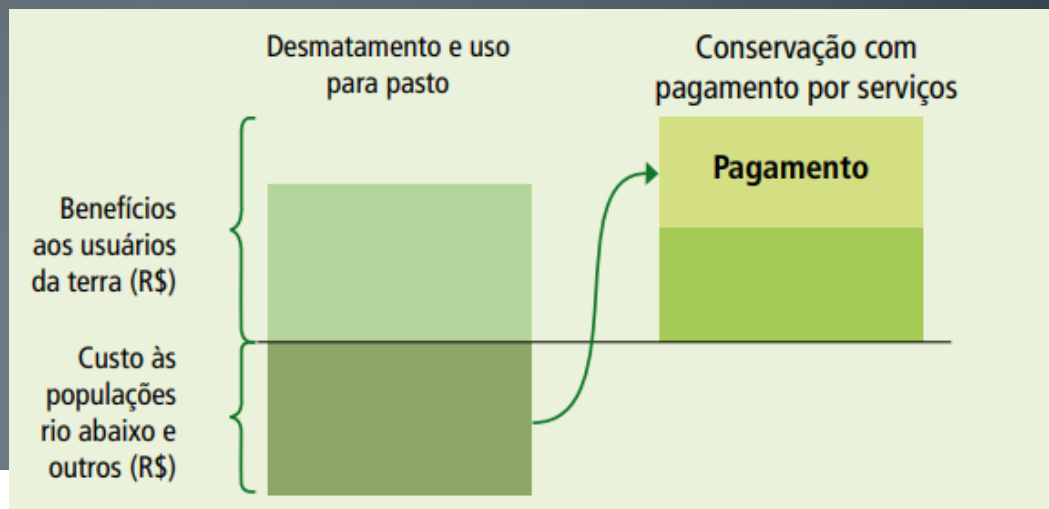 Desmatamento e uso
para pasto
Conservação com
pagamento por serviços
Pagamento
Benefícios
aos usuários
da terra (R$)
Custo às
populações
rio abaixo e
outros (R$)